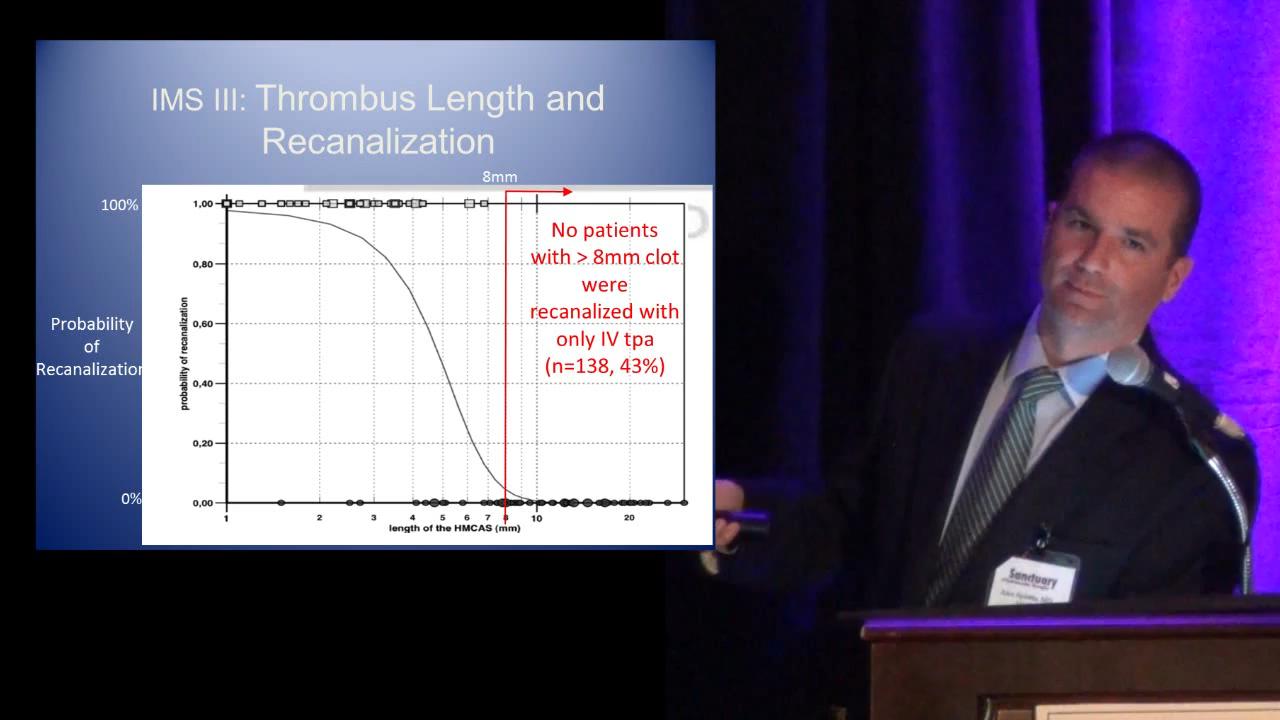 IMS III: Thrombus Length and
Recanalization
8mm
100%
Probability
of
Recanalization
0%
probability of recanalization
1,00
0,80
0,60
0,40
0,20
0,00
No patients
with > 8mm clot
were
recanalized with
only IV tpa
(n=138, 43%)
1 2 3 4 5 6 7 8 10 20
length of the HMCAS (mm)
Sanctuary